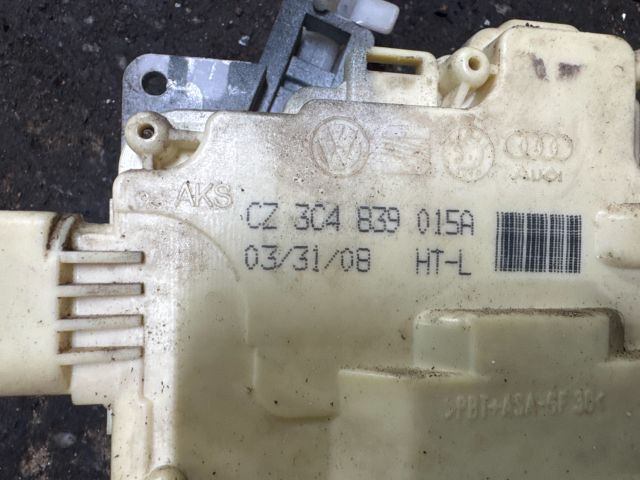 AUDI
AKS
CZ 3C4 839 015A
03/31/08 HT-L